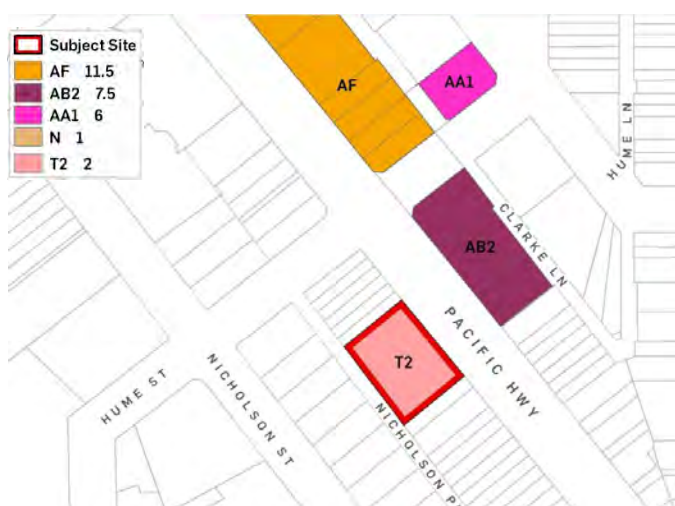 Subject Site
AF 11.5
AB2 7.5
AA1 6
N 1
T2 2
AF
AA1
HUME LN
CLARKE LN
AB2
PACIFIC HWY
T2
HUME ST
NICHOLSON ST
NICHOLSON P